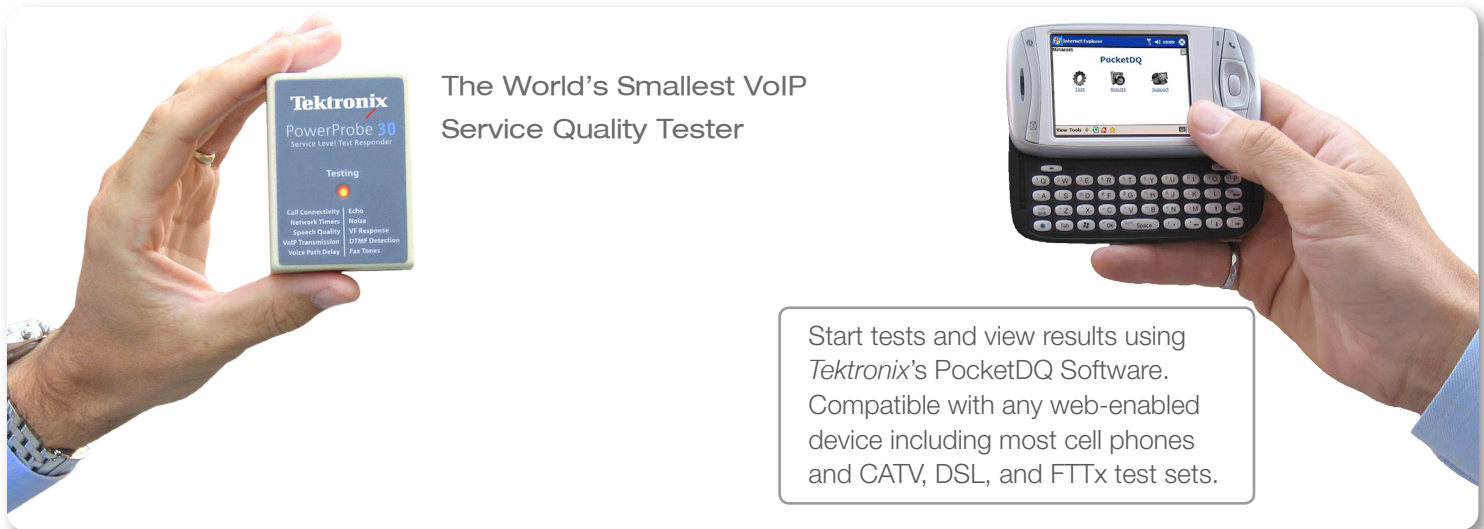 Tektronix
PowerProbe 30
Service Level Test Responder
Testing
Call Connectivity
Network Timers
Speech Quality
VoIP Transmission
Voice Path Delay
Echo
Noise
VF Response
DTMF Detection
Fax Tones
The World's Smallest VoIP
Service Quality Tester
Internet Explorer
Minacom
PocketDQ
Test
Results
Support
View Tools
Q W E R T Y U I O P
A S D F G H J K L
Z X C V B N M
Tab
OK
Space
Start tests and view results using
Tektronix's PocketDQ Software.
Compatible with any web-enabled
device including most cell phones
and CATV, DSL, and FTTx test sets.